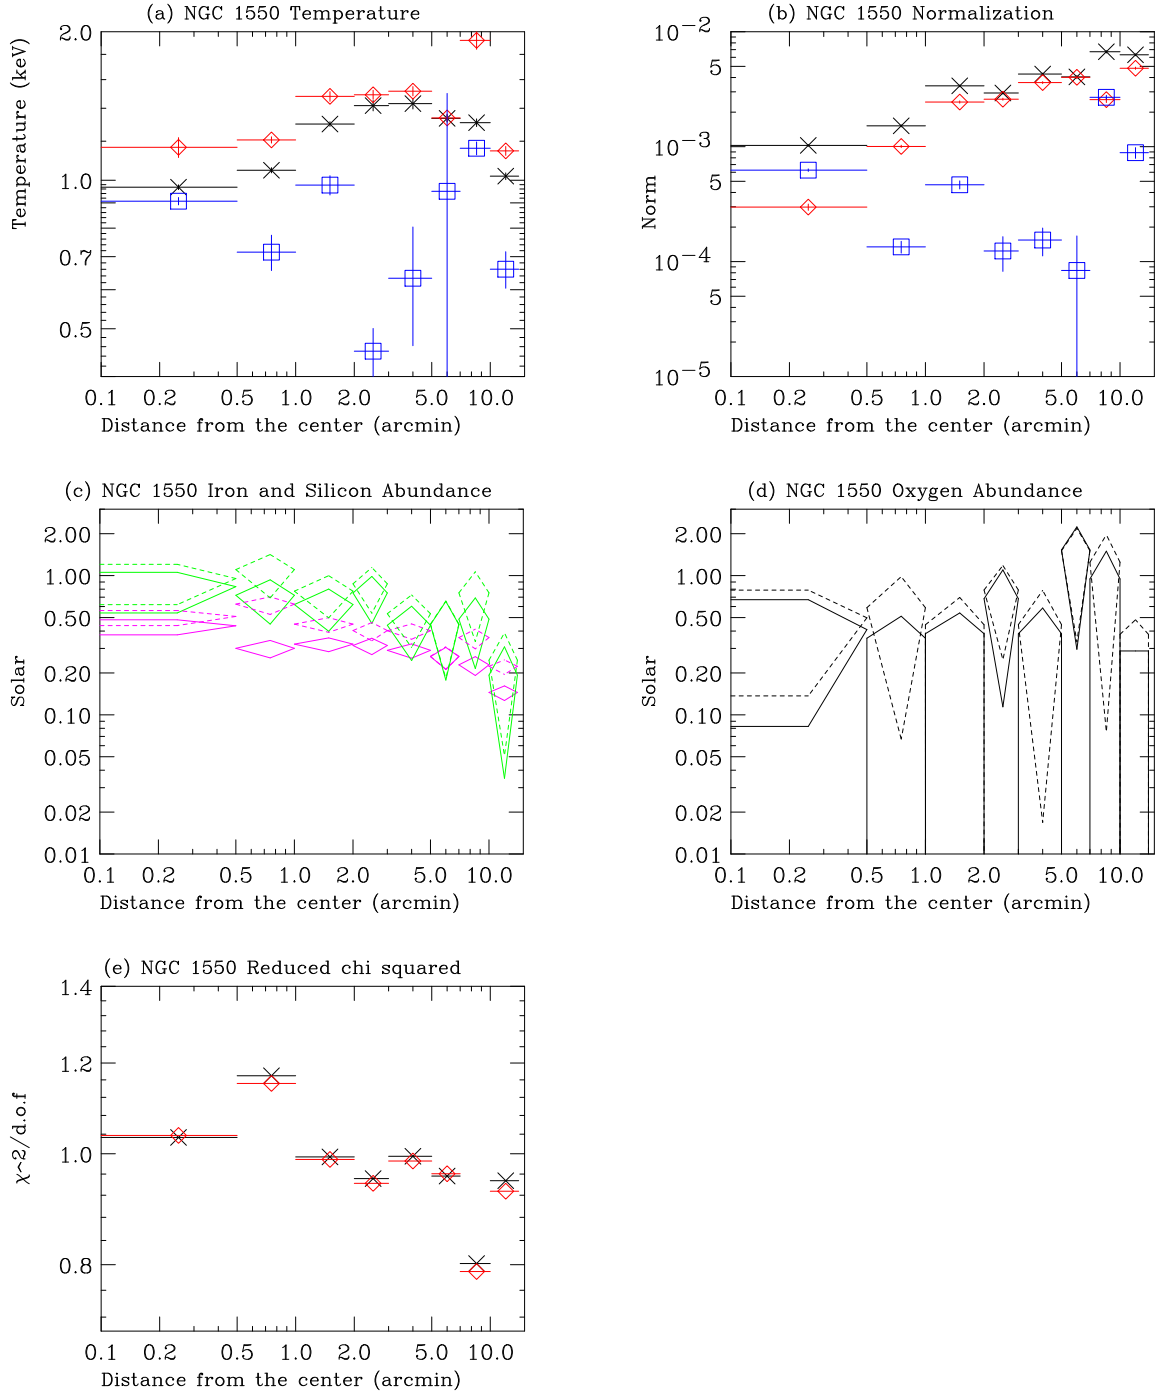 (a) NGC 1550 Temperature
2.0
1.0
0.7
0.5
Temperature (keV)
0.1 0.2 0.5 1.0 2.0 5.0 10.0
Distance from the center (arcmin)
(b) NGC 1550 Normalization
10−2
5
10−3
5
10−4
5
10−5
Norm
0.1 0.2 0.5 1.0 2.0 5.0 10.0
Distance from the center (arcmin)
(c) NGC 1550 Iron and Silicon Abundance
2.00
1.00
0.50
0.20
0.10
0.05
0.02
0.01
Solar
0.1 0.2 0.5 1.0 2.0 5.0 10.0
Distance from the center (arcmin)
(d) NGC 1550 Oxygen Abundance
2.00
1.00
0.50
0.20
0.10
0.05
0.02
0.01
Solar
0.1 0.2 0.5 1.0 2.0 5.0 10.0
Distance from the center (arcmin)
(e) NGC 1550 Reduced chi squared
1.4
1.2
1.0
0.8
χ^2/d.o.f
0.1 0.2 0.5 1.0 2.0 5.0 10.0
Distance from the center (arcmin)